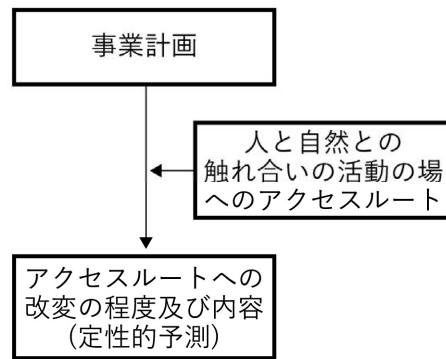 事業計画
人と自然との
触れ合いの活動の場
へのアクセスルート
アクセスルートへの
改変の程度及び内容
(定性的予測)